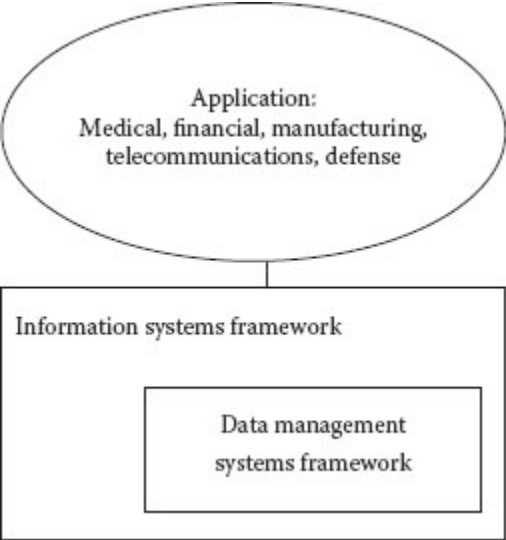 Application:
Medical, financial, manufacturing,
telecommunications, defense
Information systems framework
Data management
systems framework